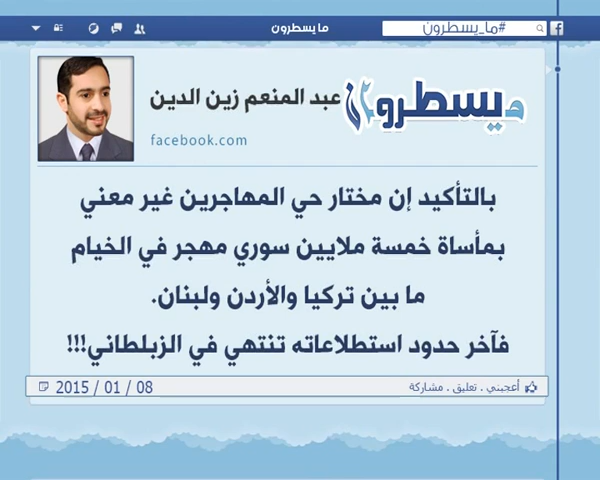 ما يسطرون
#ما_يسطرون
ما يسطرون
عبد المنعم زين الدين
facebook.com
بالتأكيد إن مختار حي المهاجرين غير معني
بمأساة خمسة ملايين سوري مهجر في الخيام
ما بين تركيا والأردن ولبنان.
فآخر حدود استطلاعاته تنتهي في الزبلطاني!!!
أعجبني . تعليق . مشاركة
2015 / 01 / 08